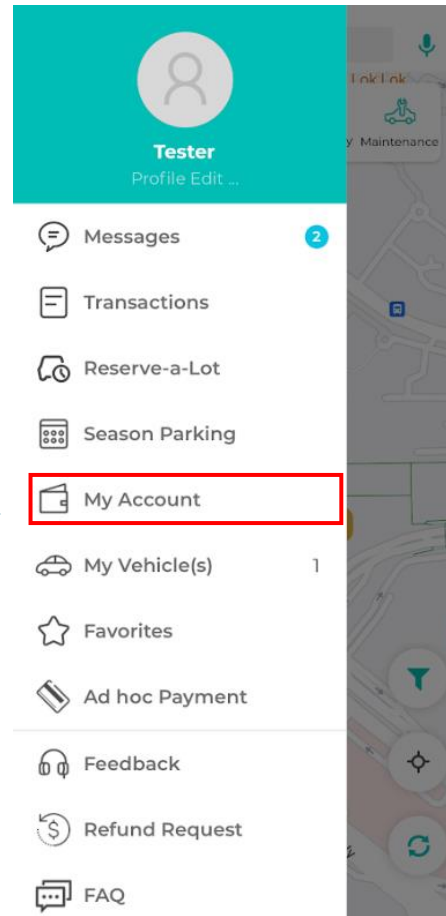 Tester
Profile Edit ...
Lok Lok
y Maintenance
Messages 2
Transactions
Reserve-a-Lot
Season Parking
My Account
My Vehicle(s) 1
Favorites
Ad hoc Payment
Feedback
Refund Request
FAQ